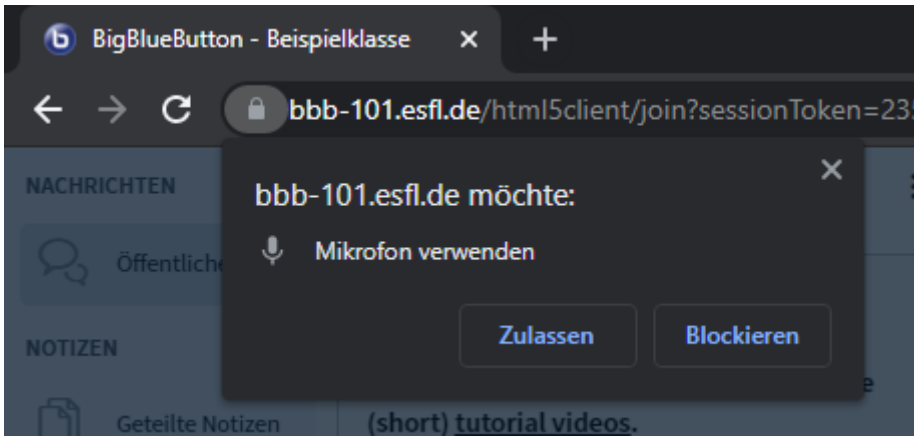 BigBlueButton - Beispielklasse
bbb-101.esfl.de/html5client/join?sessionToken=23
NACHRICHTEN
Öffentliche
NOTIZEN
Geteilte Notizen
bbb-101.esfl.de möchte:
Mikrofon verwenden
Zulassen Blockieren
e
(short) tutorial videos.